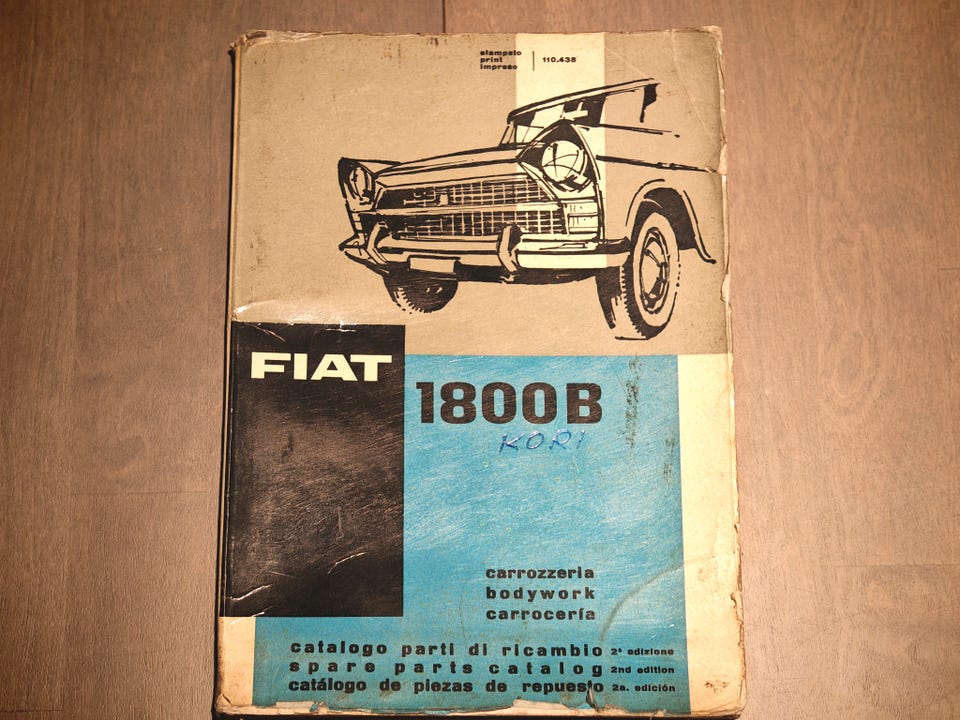 stampato
print
impreso
110.438
FIAT
1800B
KORI
carrozzeria
bodywork
carrocería
catalogo parti di ricambio 2ª edizione
spare parts catalog 2nd edition
catálogo de piezas de repuesto 2a. edición